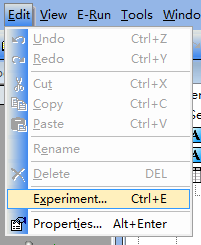 Edit View E-Run Tools Windo
Undo Ctrl+Z
Redo Ctrl+Y
Cut Ctrl+X
Copy Ctrl+C
Paste Ctrl+V
Rename
Delete DEL
Experiment... Ctrl+E
Properties... Alt+Enter